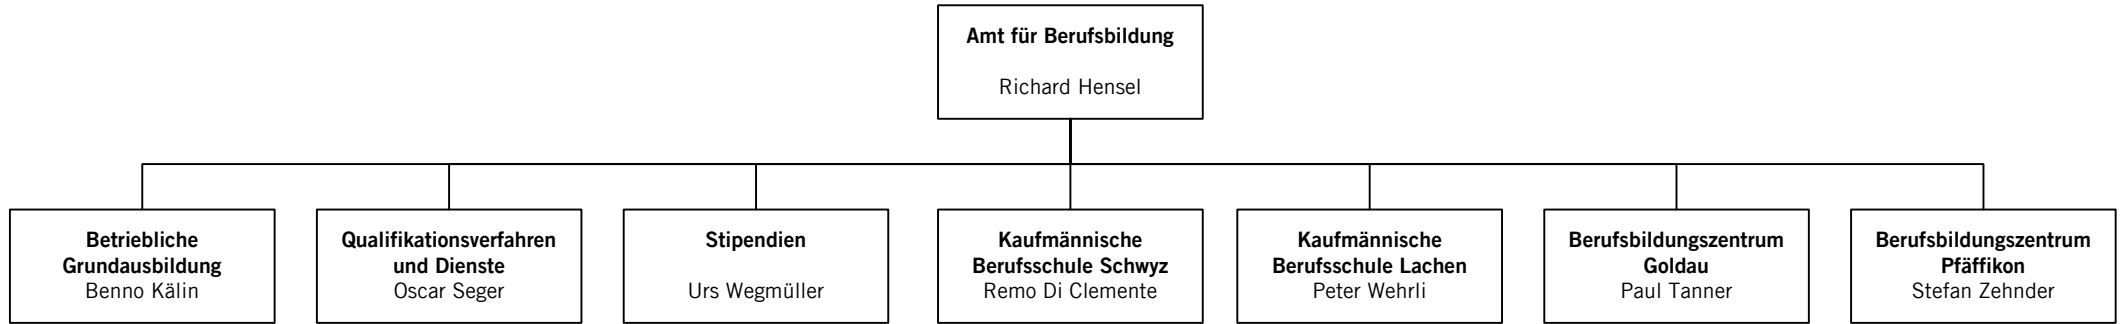 Amt für Berufsbildung
Richard Hensel
Betriebliche
Grundausbildung
Benno Kälin
Qualifikationsverfahren
und Dienste
Oscar Seger
Stipendien
Urs Wegmüller
Kaufmännische
Berufsschule Schwyz
Remo Di Clemente
Kaufmännische
Berufsschule Lachen
Peter Wehrli
Berufsbildungszentrum
Goldau
Paul Tanner
Berufsbildungszentrum
Pfäffikon
Stefan Zehnder